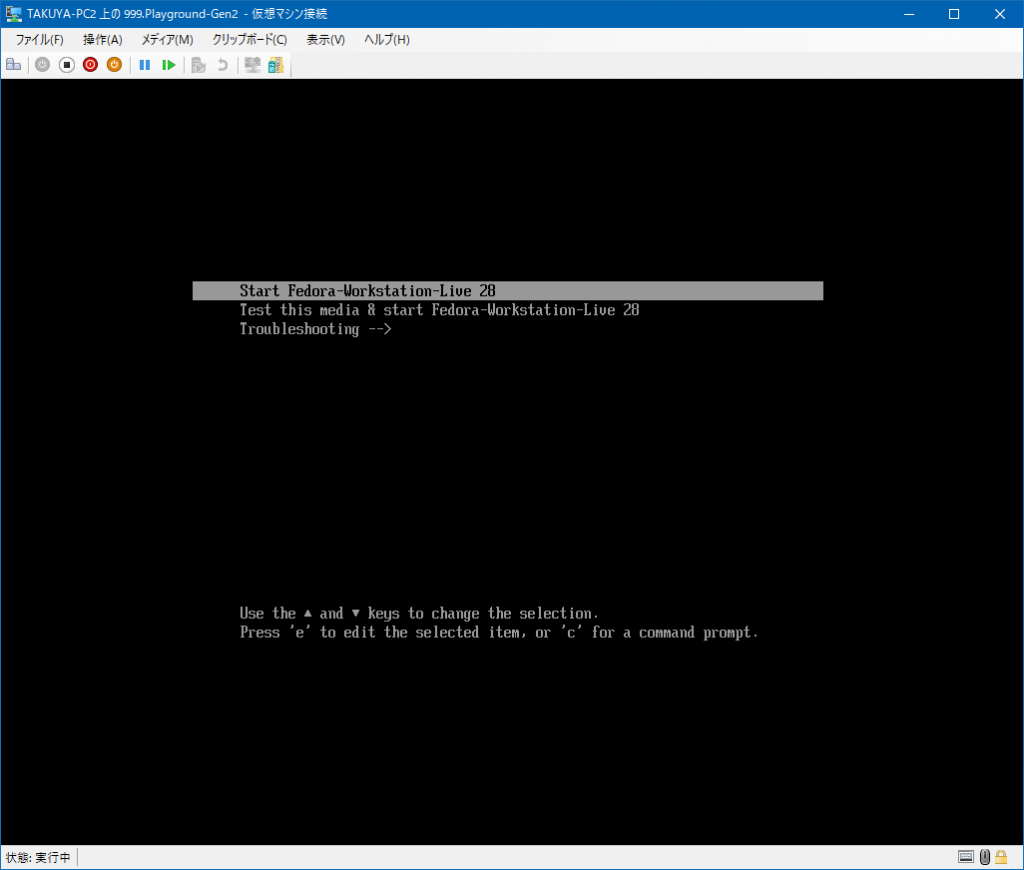 TAKUYA-PC2 上の 999.Playground-Gen2 - 仮想マシン接続
ファイル(F) 操作(A) メディア(M) クリップボード(C) 表示(V) ヘルプ(H)
Start Fedora-Workstation-Live 28
Test this media & start Fedora-Workstation-Live 28
Troubleshooting -->
Use the ▲ and ▼ keys to change the selection.
Press 'e' to edit the selected item, or 'c' for a command prompt.
状態: 実行中